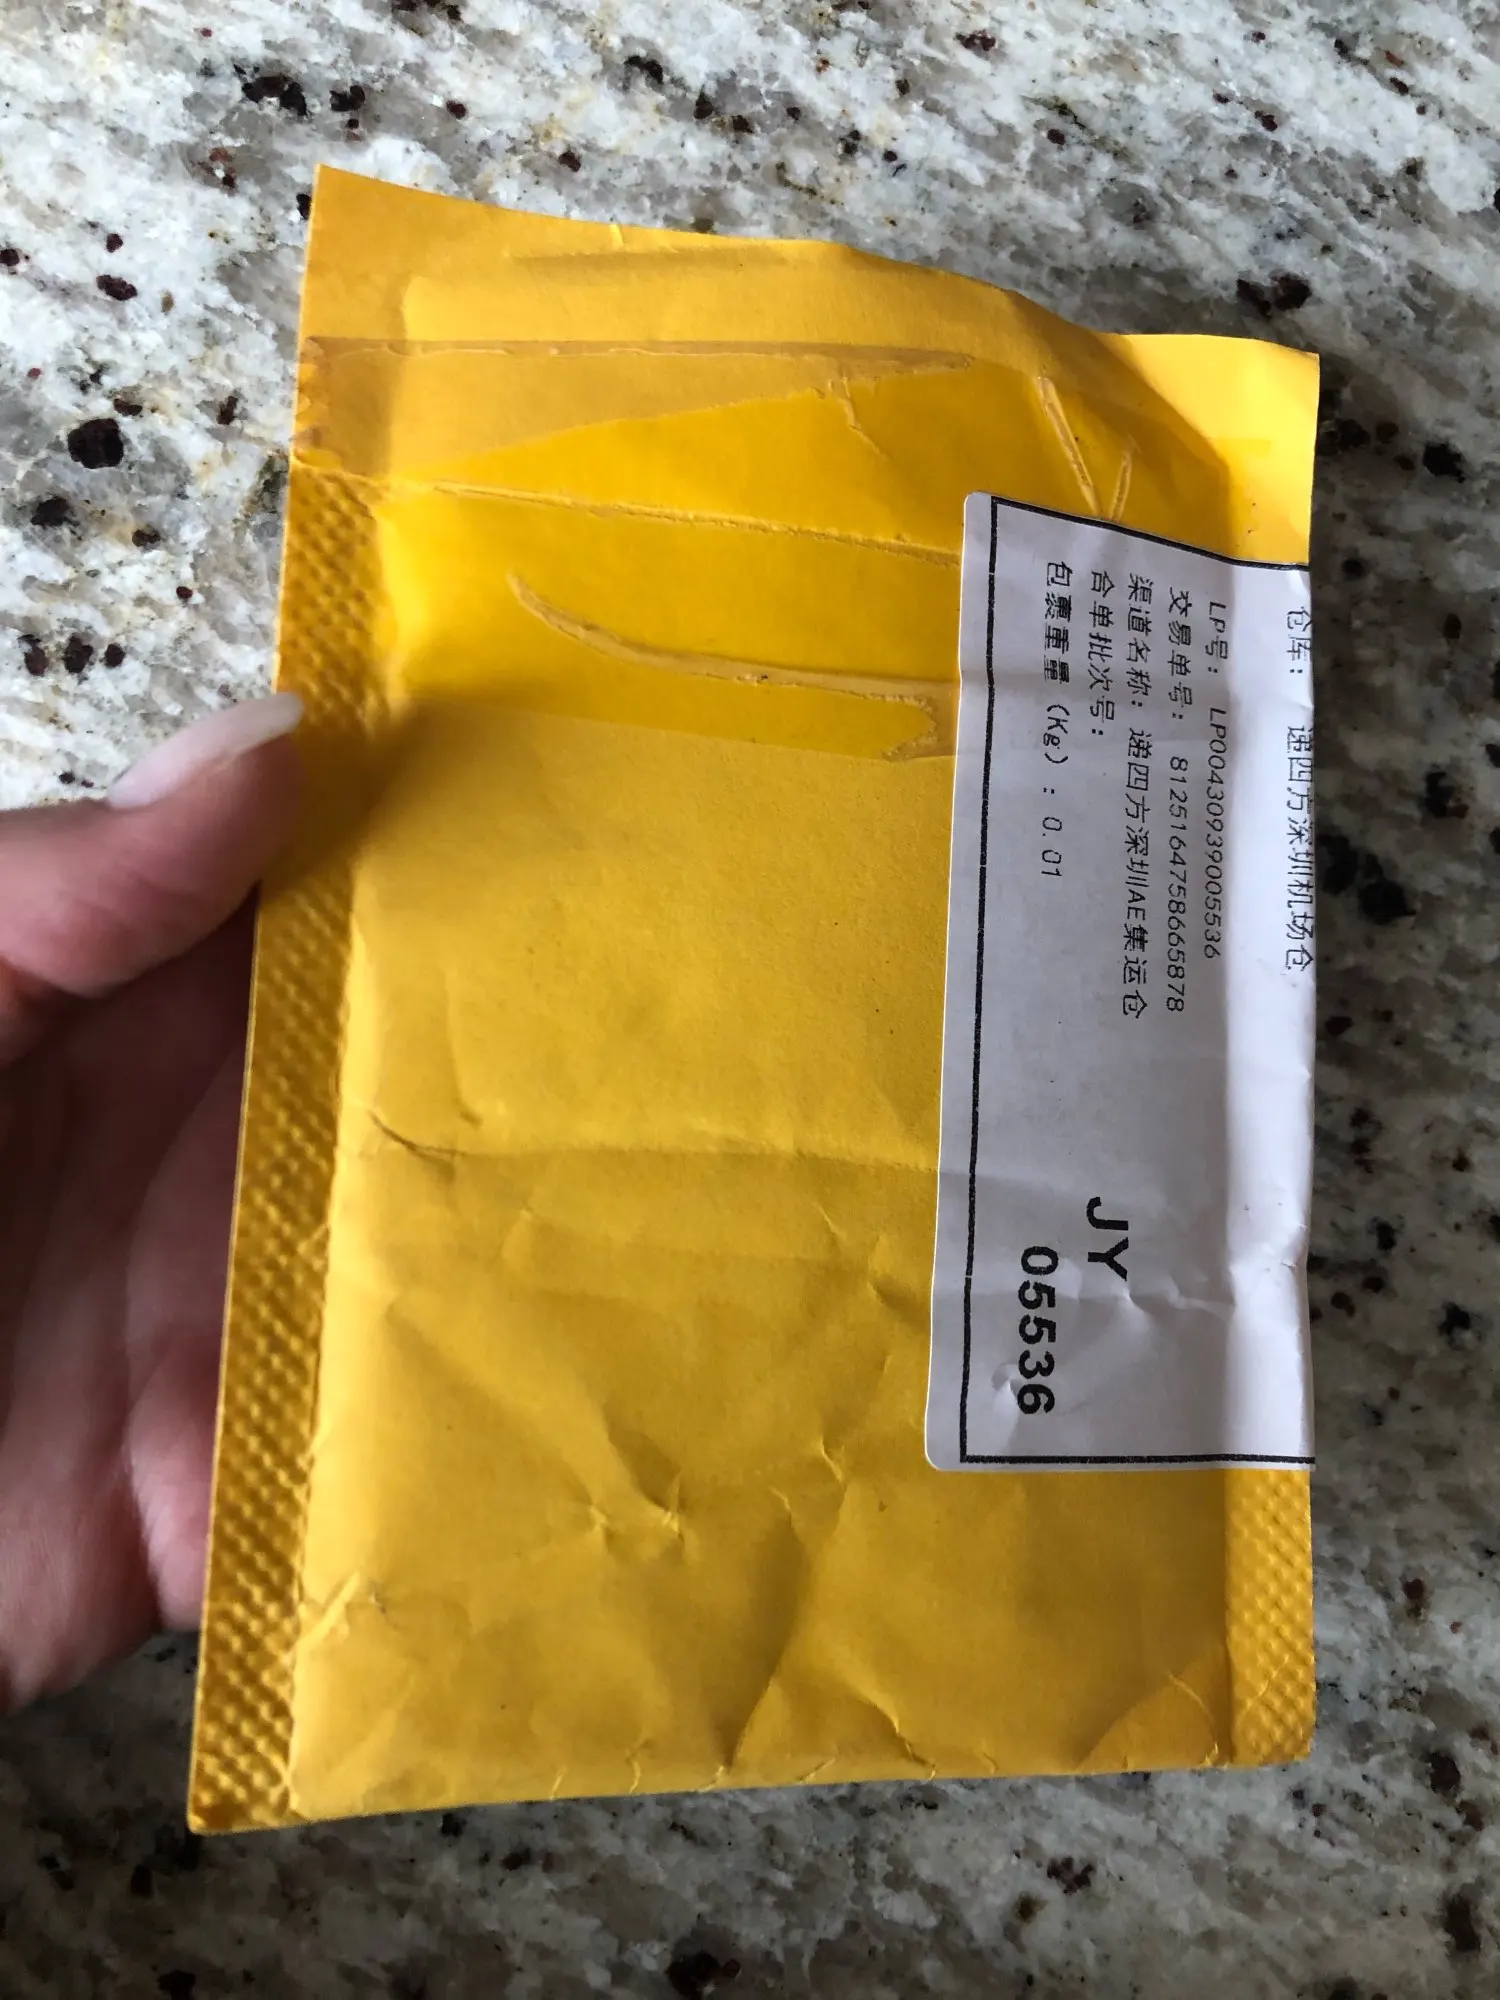 仓库: 递四方深圳机场仓
LP号: LP00430939005536
交易单号: 8125164758665878
渠道名称: 递四方深圳AE集运仓
合单批次号:
包裹重量 (Kg) : 0.01
JY
05536